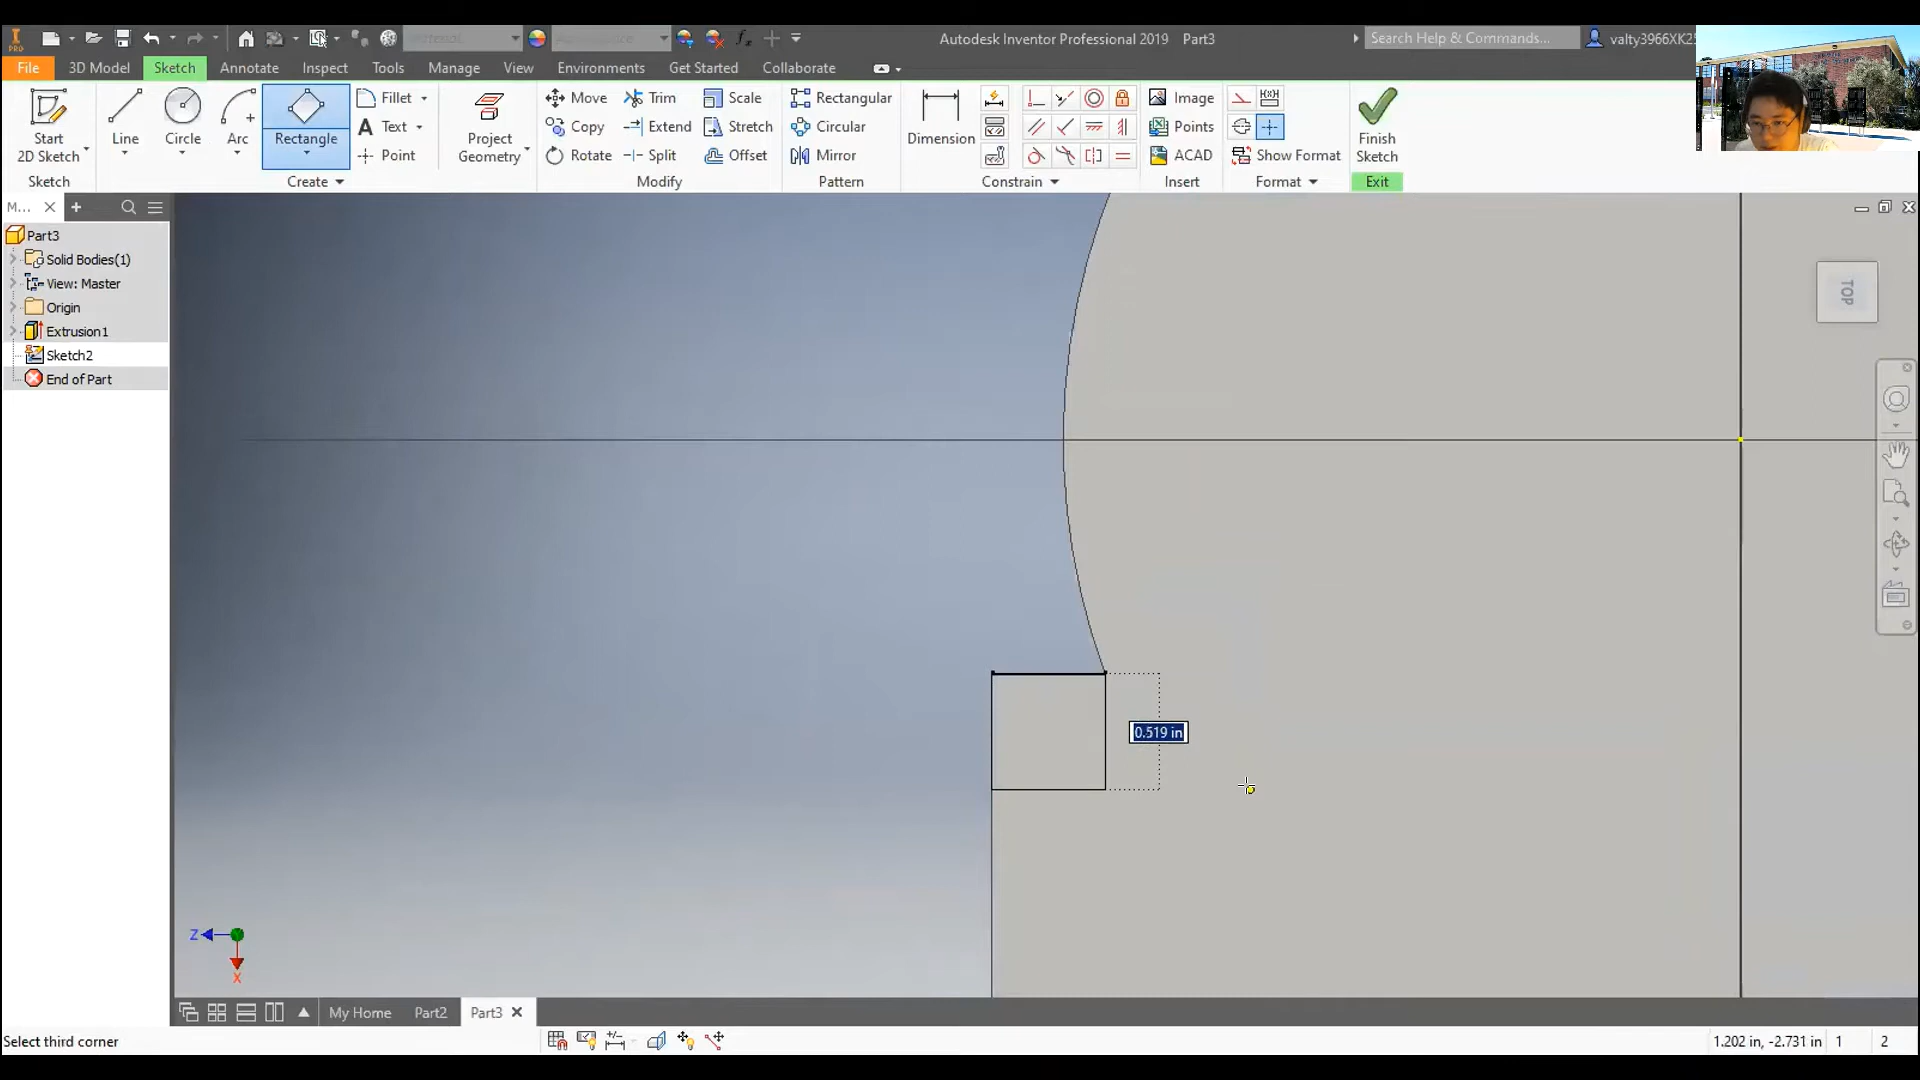 Autodesk Inventor Professional 2019 Part3
Search Help & Commands...
File 3D Model Sketch Annotate Inspect Tools Manage View Environments Get Started Collaborate
Start 2D Sketch
Line
Circle
Arc
Rectangle
Fillet
Text
Point
Project Geometry
Move
Copy
Rotate
Trim
Extend
Split
Scale
Stretch
Offset
Rectangular
Circular
Mirror
Dimension
Image
Points
ACAD
Show Format
Finish Sketch
Sketch Create Modify Pattern Constrain Insert Format Exit
M...
Part3
Solid Bodies(1)
View: Master
Origin
Extrusion1
Sketch2
End of Part
TOP
0.519 in
Z
X
My Home Part2 Part3
Select third corner
1.202 in, -2.731 in 1 2